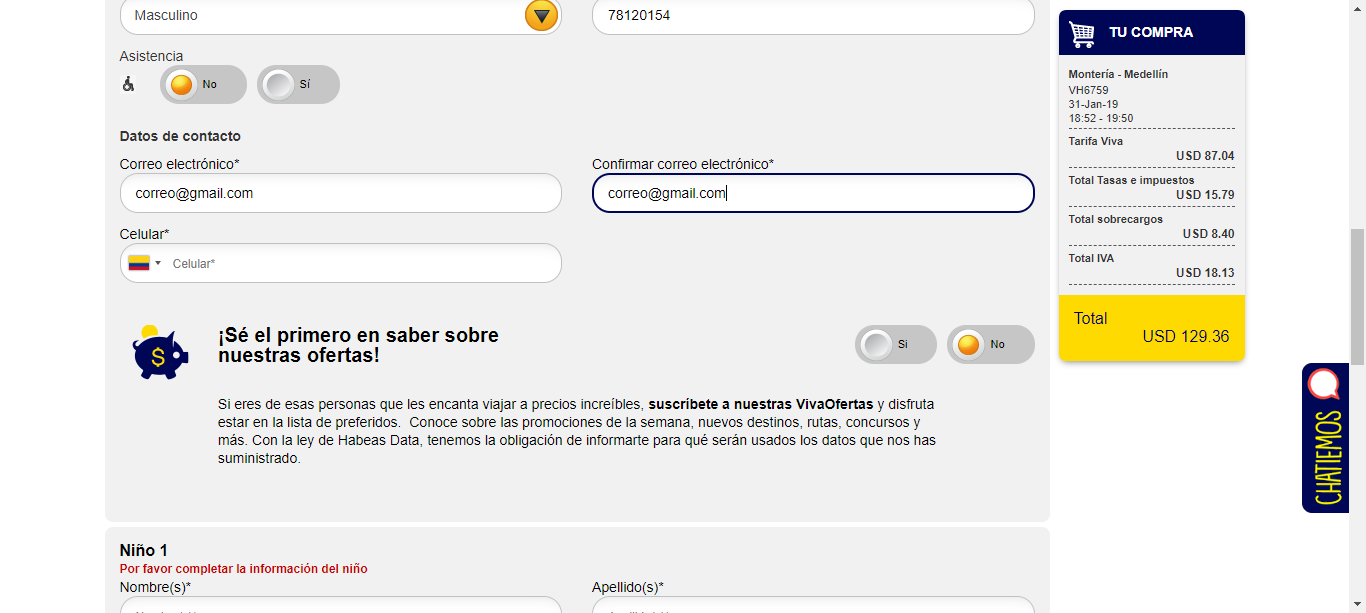 Masculino
78120154
Asistencia
No
Sí
Datos de contacto
Correo electrónico*
Confirmar correo electrónico*
correo@gmail.com
correo@gmail.com
Celular*
Celular*
¡Sé el primero en saber sobre
nuestras ofertas!
Si
No
Si eres de esas personas que les encanta viajar a precios increíbles, suscríbete a nuestras VivaOfertas y disfruta
estar en la lista de preferidos. Conoce sobre las promociones de la semana, nuevos destinos, rutas, concursos y
más. Con la ley de Habeas Data, tenemos la obligación de informarte para qué serán usados los datos que nos has
suministrado.
Niño 1
Por favor completar la información del niño
Nombre(s)*
Apellido(s)*
TU COMPRA
Montería - Medellín
VH6759
31-Jan-19
18:52 - 19:50
Tarifa Viva
USD 87.04
Total Tasas e impuestos
USD 15.79
Total sobrecargos
USD 8.40
Total IVA
USD 18.13
Total
USD 129.36
CHATIEMOS